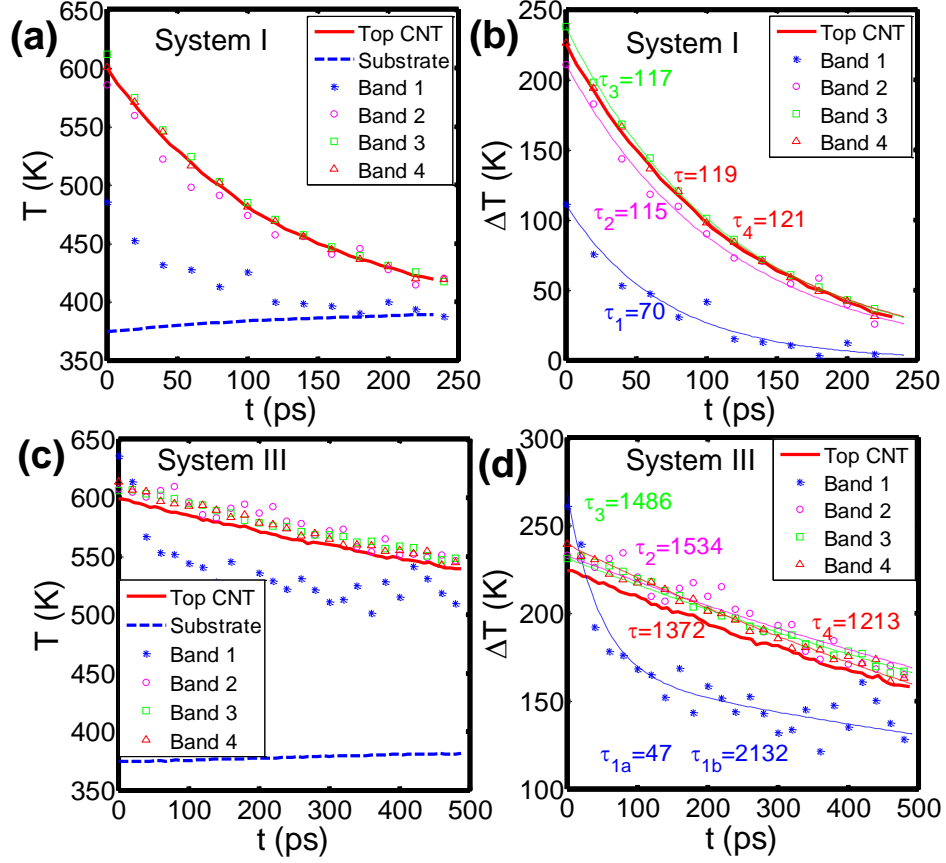 (a)
System I
Top CNT
Substrate
Band 1
Band 2
Band 3
Band 4
T (K)
650
600
550
500
450
400
350
0 50 100 150 200 250
t (ps)
(b)
System I
Top CNT
Band 1
Band 2
Band 3
Band 4
τ3=117
τ=119
τ2=115
τ4=121
τ1=70
ΔT (K)
250
200
150
100
50
0
0 50 100 150 200 250
t (ps)
(c)
System III
Top CNT
Substrate
Band 1
Band 2
Band 3
Band 4
T (K)
650
600
550
500
450
400
350
0 100 200 300 400 500
t (ps)
(d)
System III
Top CNT
Band 1
Band 2
Band 3
Band 4
τ3=1486
τ2=1534
τ=1372
τ4=1213
τ1a=47 τ1b=2132
ΔT (K)
300
250
200
150
100
0 100 200 300 400 500
t (ps)